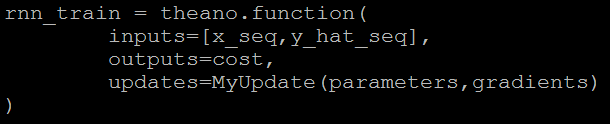 rnn_train = theano.function(
        inputs=[x_seq,y_hat_seq],
        outputs=cost,
        updates=MyUpdate(parameters,gradients)
)